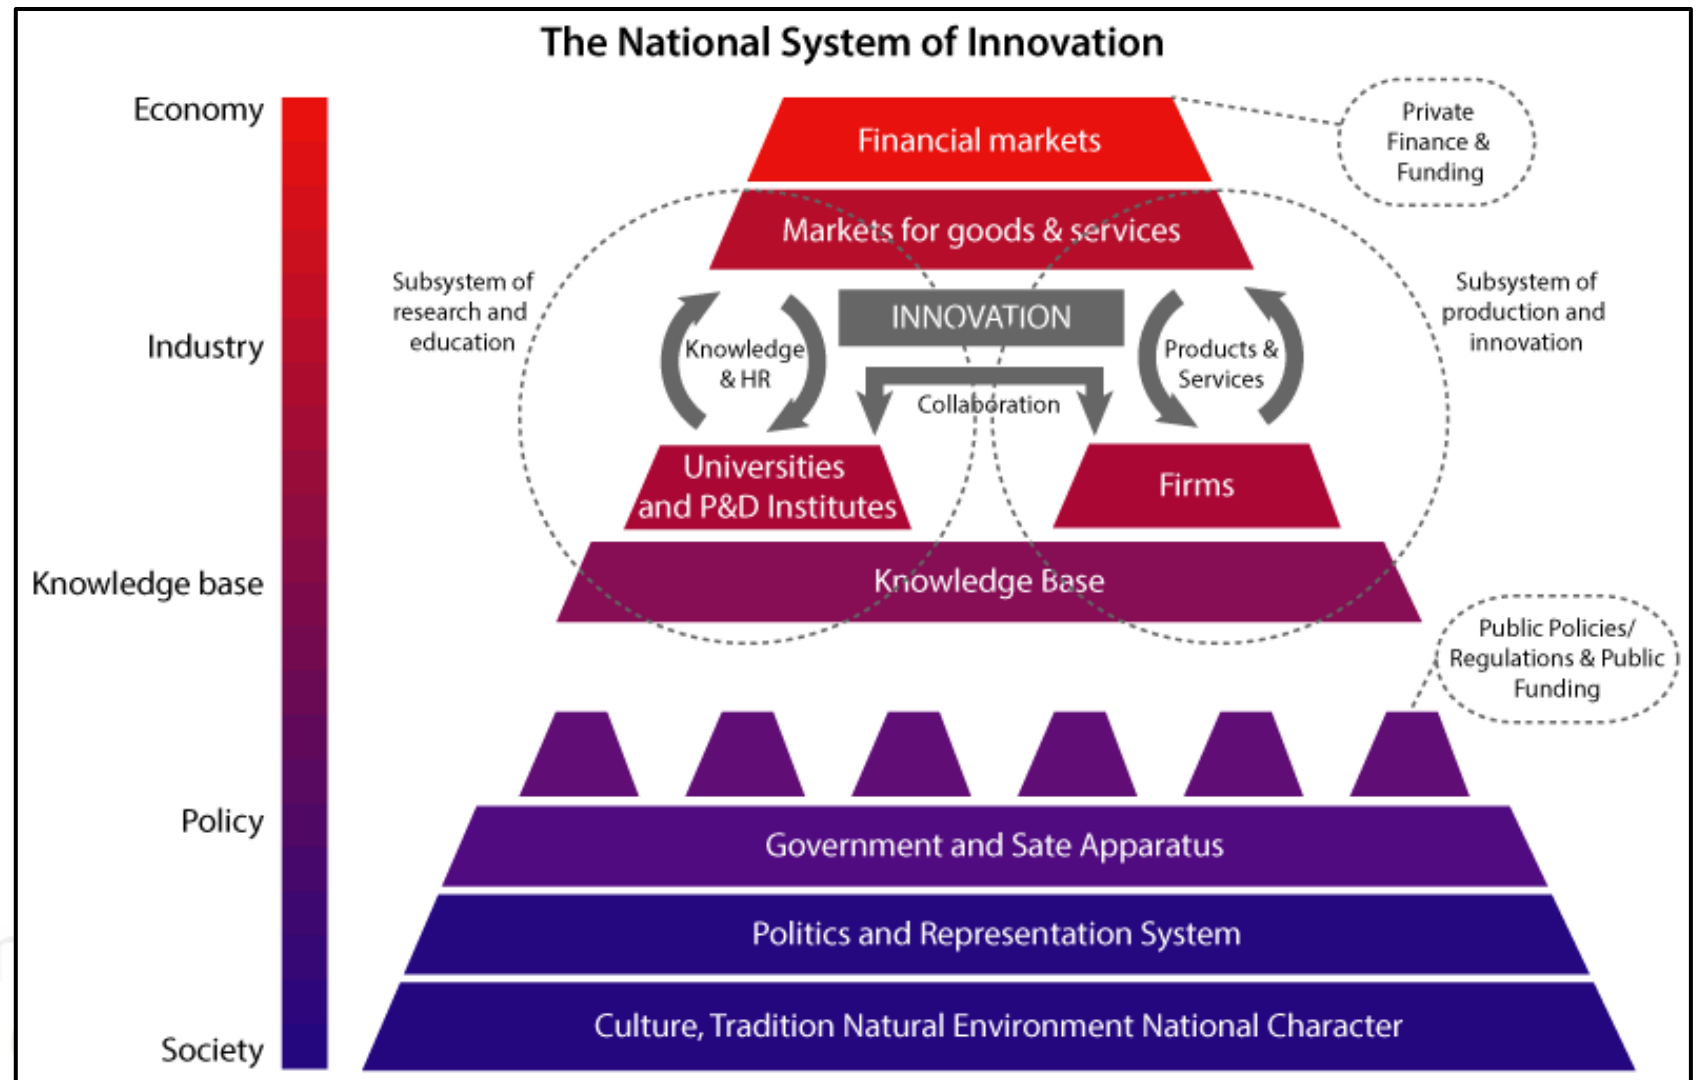 The National System of Innovation
Economy
Industry
Knowledge base
Policy
Society
Financial markets
Private
Finance &
Funding
Markets for goods & services
Subsystem of
research and
education
INNOVATION
Subsystem of
production and
innovation
Knowledge
& HR
Collaboration
Products &
Services
Universities
and P&D Institutes
Firms
Knowledge Base
Public Policies/
Regulations & Public
Funding
Government and Sate Apparatus
Politics and Representation System
Culture, Tradition Natural Environment National Character